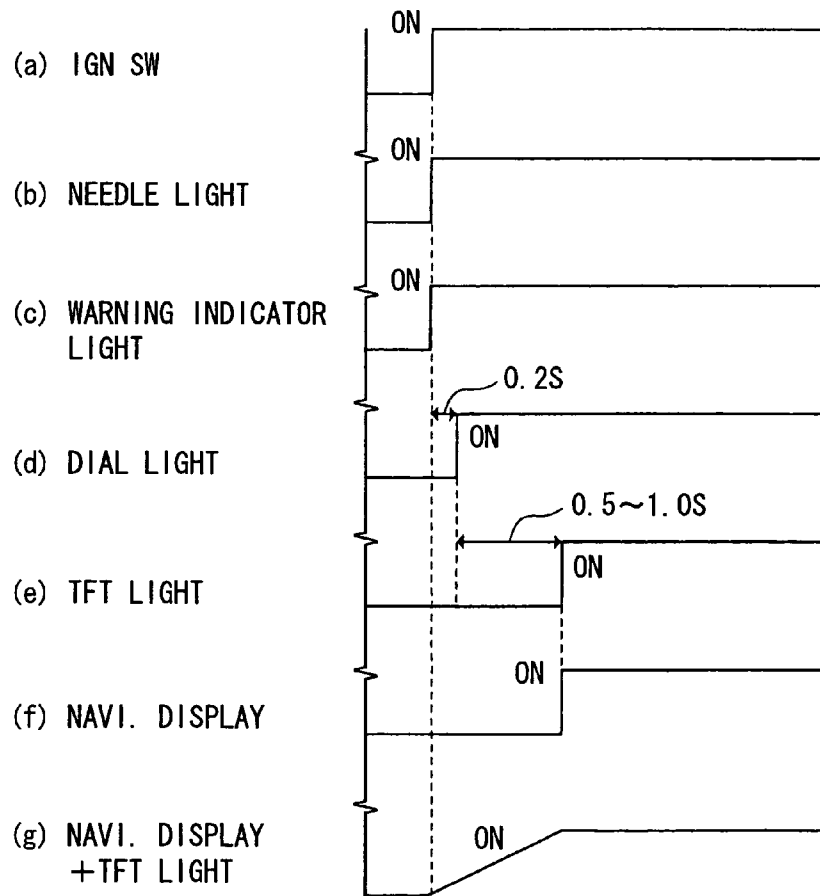 ON
(a) IGN SW
ON
(b) NEEDLE LIGHT
ON
(c) WARNING INDICATOR
LIGHT
0.2S
ON
(d) DIAL LIGHT
0.5～1.0S
ON
(e) TFT LIGHT
ON
(f) NAVI. DISPLAY
ON
(g) NAVI. DISPLAY
+TFT LIGHT